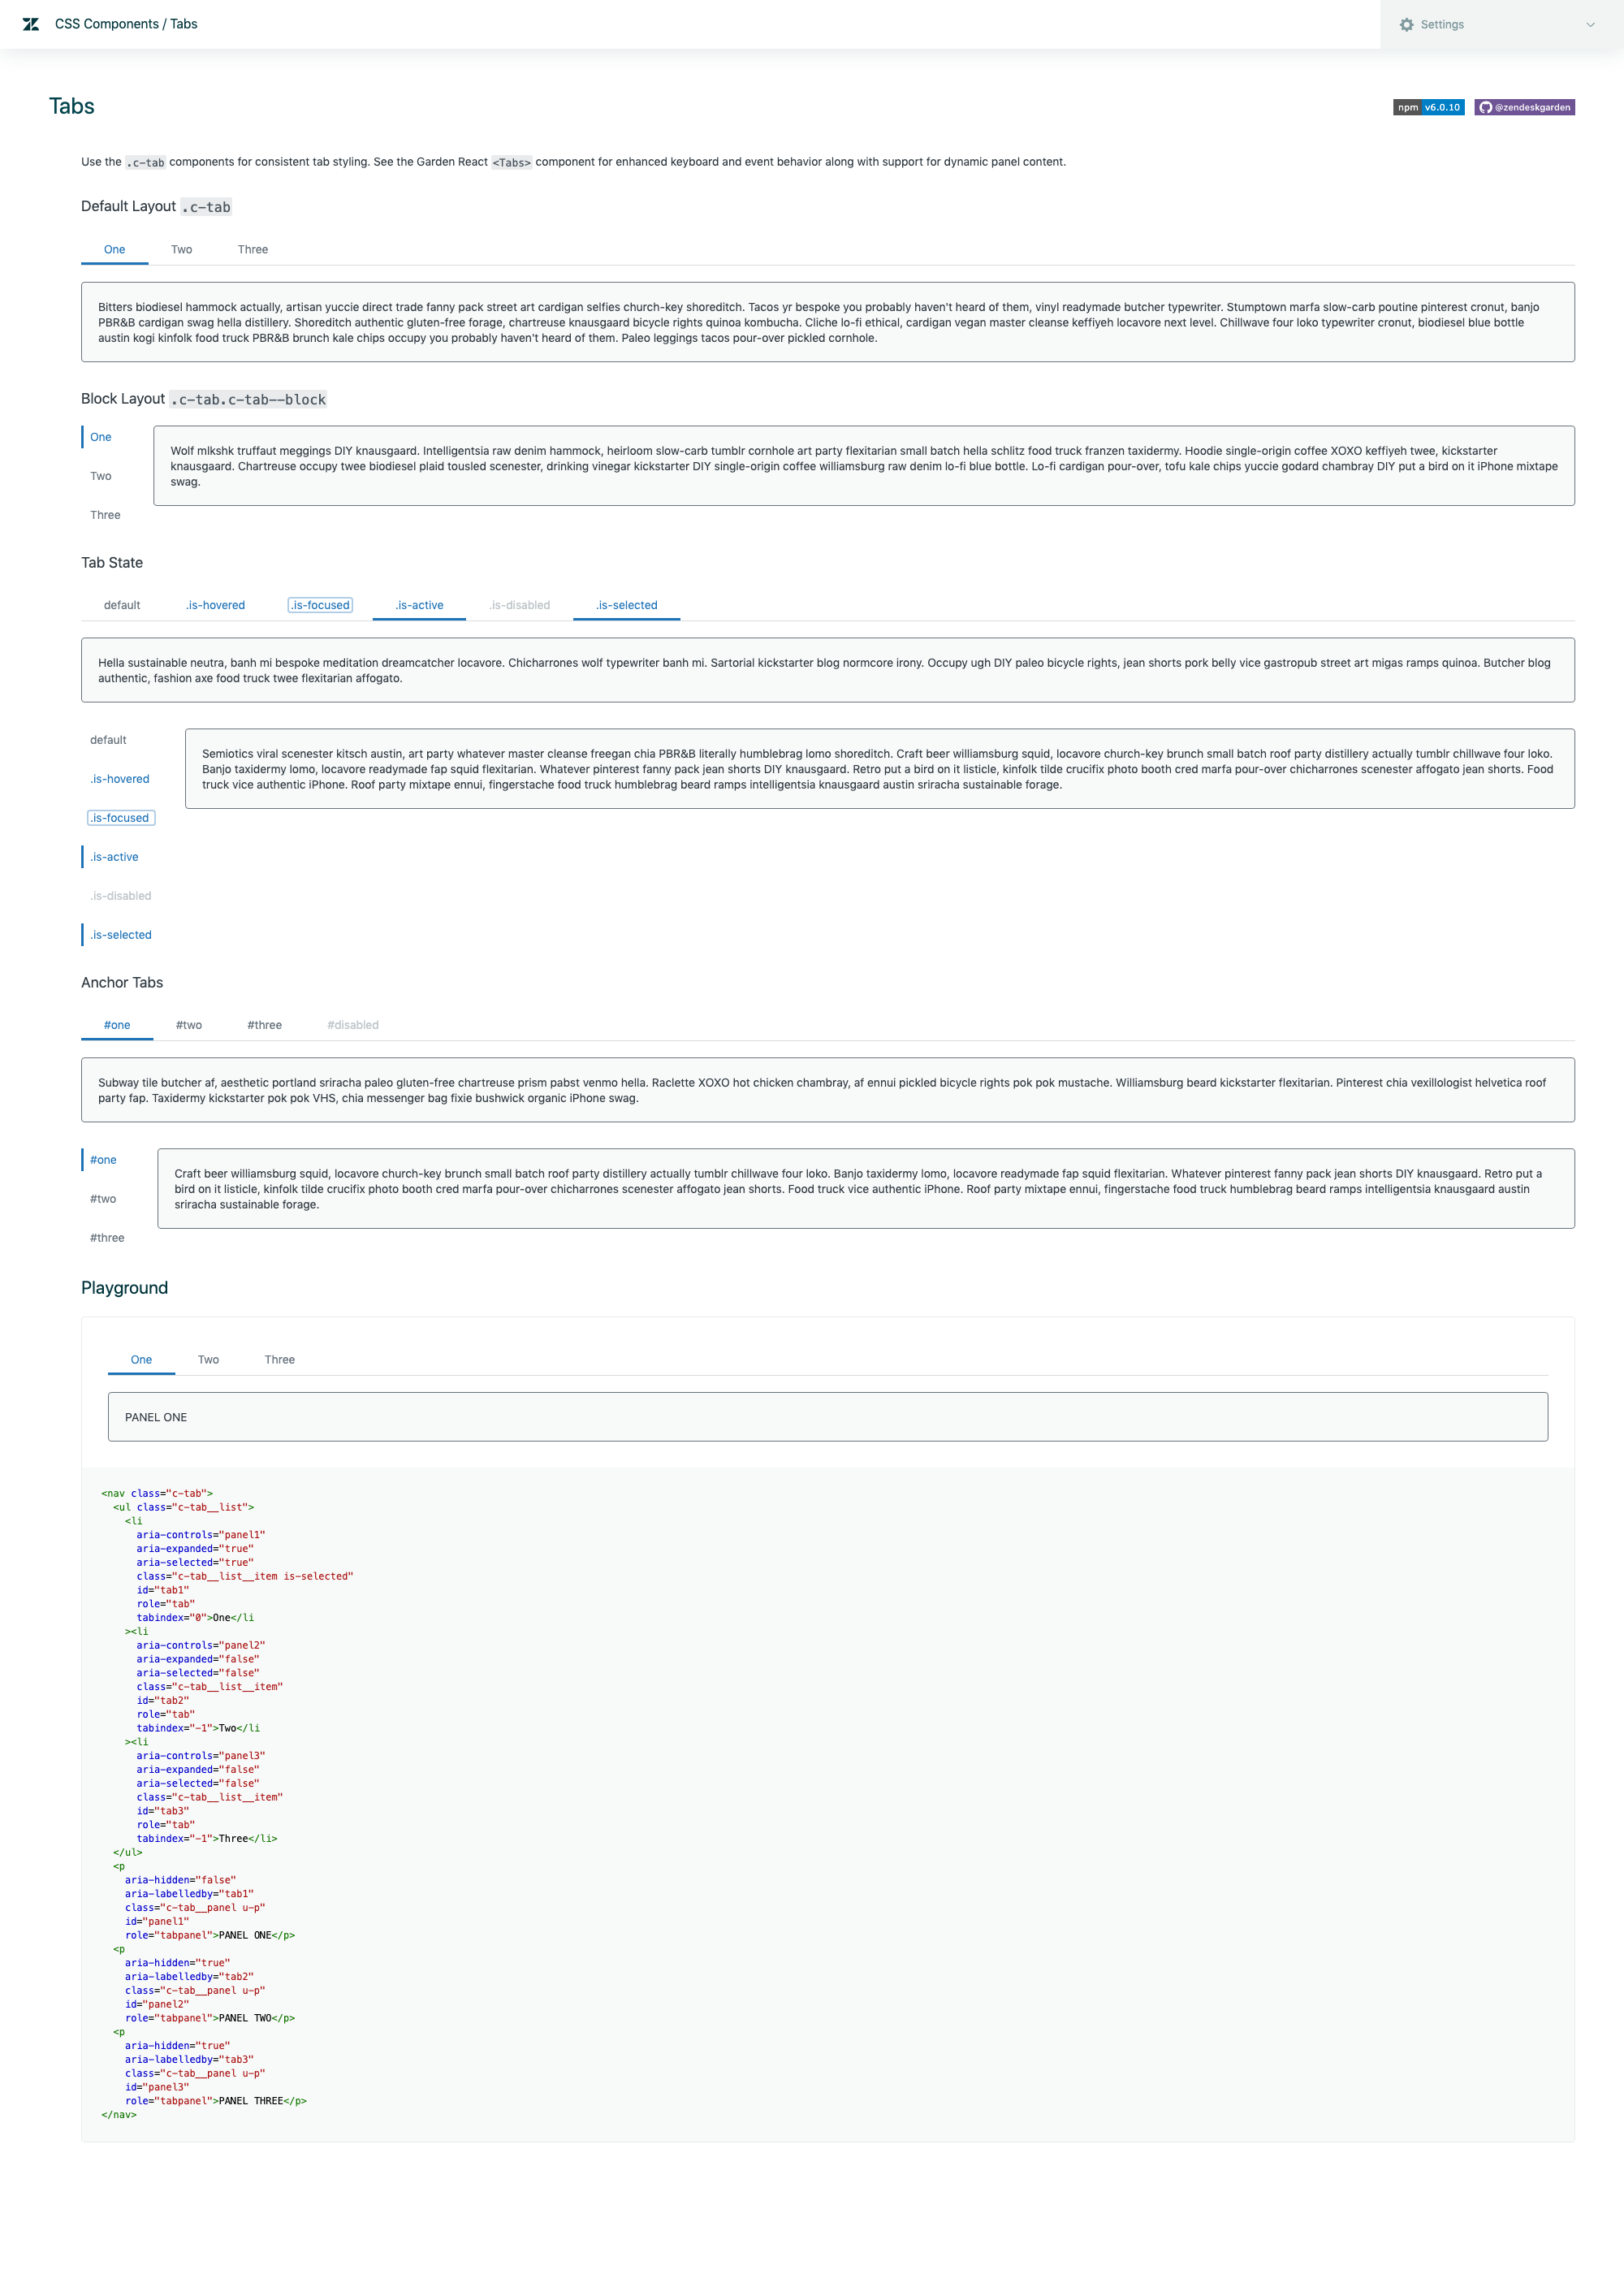 CSS Components / Tabs
Settings
Tabs
npm v6.0.10
@zendeskgarden
Use the .c-tab components for consistent tab styling. See the Garden React <Tabs> component for enhanced keyboard and event behavior along with support for dynamic panel content.
Default Layout .c-tab
One Two Three
Bitters biodiesel hammock actually, artisan yuccie direct trade fanny pack street art cardigan selfies church-key shoreditch. Tacos yr bespoke you probably haven't heard of them, vinyl readymade butcher typewriter. Stumptown marfa slow-carb poutine pinterest cronut, banjo
PBR&B cardigan swag hella distillery. Shoreditch authentic gluten-free forage, chartreuse knausgaard bicycle rights quinoa kombucha. Cliche lo-fi ethical, cardigan vegan master cleanse keffiyeh locavore next level. Chillwave four loko typewriter cronut, biodiesel blue bottle
austin kogi kinfolk food truck PBR&B brunch kale chips occupy you probably haven't heard of them. Paleo leggings tacos pour-over pickled cornhole.
Block Layout .c-tab.c-tab--block
One
Two
Three
Wolf mlkshk truffaut meggings DIY knausgaard. Intelligentsia raw denim hammock, heirloom slow-carb tumblr cornhole art party flexitarian small batch hella schlitz food truck franzen taxidermy. Hoodie single-origin coffee XOXO keffiyeh twee, kickstarter
knausgaard. Chartreuse occupy twee biodiesel plaid tousled scenester, drinking vinegar kickstarter DIY single-origin coffee williamsburg raw denim lo-fi blue bottle. Lo-fi cardigan pour-over, tofu kale chips yuccie godard chambray DIY put a bird on it iPhone mixtape
swag.
Tab State
default .is-hovered .is-focused .is-active .is-disabled .is-selected
Hella sustainable neutra, banh mi bespoke meditation dreamcatcher locavore. Chicharrones wolf typewriter banh mi. Sartorial kickstarter blog normcore irony. Occupy ugh DIY paleo bicycle rights, jean shorts pork belly vice gastropub street art migas ramps quinoa. Butcher blog
authentic, fashion axe food truck twee flexitarian affogato.
default
.is-hovered
.is-focused
.is-active
.is-disabled
.is-selected
Semiotics viral scenester kitsch austin, art party whatever master cleanse freegan chia PBR&B literally humblebrag lomo shoreditch. Craft beer williamsburg squid, locavore church-key brunch small batch roof party distillery actually tumblr chillwave four loko.
Banjo taxidermy lomo, locavore readymade fap squid flexitarian. Whatever pinterest fanny pack jean shorts DIY knausgaard. Retro put a bird on it listicle, kinfolk tilde crucifix photo booth cred marfa pour-over chicharrones scenester affogato jean shorts. Food
truck vice authentic iPhone. Roof party mixtape ennui, fingerstache food truck humblebrag beard ramps intelligentsia knausgaard austin sriracha sustainable forage.
Anchor Tabs
#one #two #three #disabled
Subway tile butcher af, aesthetic portland sriracha paleo gluten-free chartreuse prism pabst venmo hella. Raclette XOXO hot chicken chambray, af ennui pickled bicycle rights pok pok mustache. Williamsburg beard kickstarter flexitarian. Pinterest chia vexillologist helvetica roof
party fap. Taxidermy kickstarter pok pok VHS, chia messenger bag fixie bushwick organic iPhone swag.
#one
#two
#three
Craft beer williamsburg squid, locavore church-key brunch small batch roof party distillery actually tumblr chillwave four loko. Banjo taxidermy lomo, locavore readymade fap squid flexitarian. Whatever pinterest fanny pack jean shorts DIY knausgaard. Retro put a
bird on it listicle, kinfolk tilde crucifix photo booth cred marfa pour-over chicharrones scenester affogato jean shorts. Food truck vice authentic iPhone. Roof party mixtape ennui, fingerstache food truck humblebrag beard ramps intelligentsia knausgaard austin
sriracha sustainable forage.
Playground
One Two Three
PANEL ONE
<nav class="c-tab">
  <ul class="c-tab__list">
    <li
      aria-controls="panel1"
      aria-expanded="true"
      aria-selected="true"
      class="c-tab__list__item is-selected"
      id="tab1"
      role="tab"
      tabindex="0">One</li
    ><li
      aria-controls="panel2"
      aria-expanded="false"
      aria-selected="false"
      class="c-tab__list__item"
      id="tab2"
      role="tab"
      tabindex="-1">Two</li
    ><li
      aria-controls="panel3"
      aria-expanded="false"
      aria-selected="false"
      class="c-tab__list__item"
      id="tab3"
      role="tab"
      tabindex="-1">Three</li>
  </ul>
  <p
    aria-hidden="false"
    aria-labelledby="tab1"
    class="c-tab__panel u-p"
    id="panel1"
    role="tabpanel">PANEL ONE</p>
  <p
    aria-hidden="true"
    aria-labelledby="tab2"
    class="c-tab__panel u-p"
    id="panel2"
    role="tabpanel">PANEL TWO</p>
  <p
    aria-hidden="true"
    aria-labelledby="tab3"
    class="c-tab__panel u-p"
    id="panel3"
    role="tabpanel">PANEL THREE</p>
</nav>